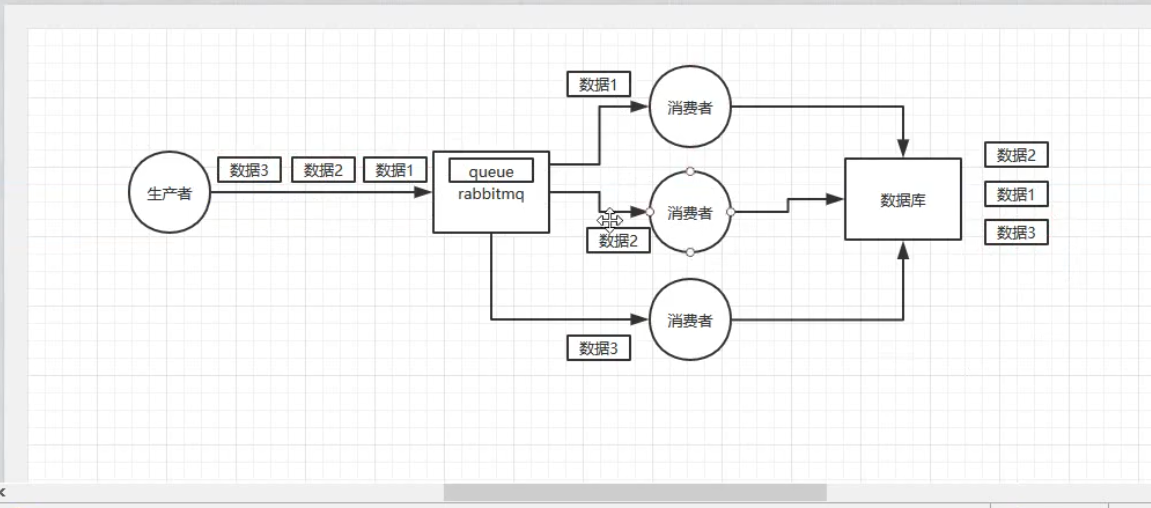 生产者
数据3
数据2
数据1
queue
rabbitmq
数据1
消费者
消费者
数据2
消费者
数据3
数据库
数据2
数据1
数据3